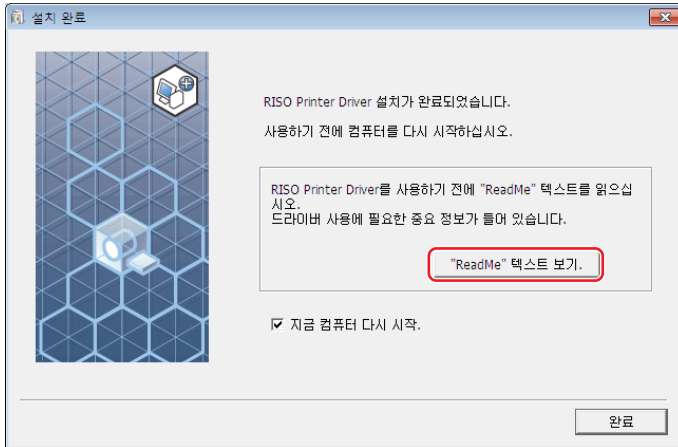 설치 완료
RISO Printer Driver 설치가 완료되었습니다.
사용하기 전에 컴퓨터를 다시 시작하십시오.
RISO Printer Driver를 사용하기 전에 "ReadMe" 텍스트를 읽으십
시오.
드라이버 사용에 필요한 중요 정보가 들어 있습니다.
"ReadMe" 텍스트 보기.
지금 컴퓨터 다시 시작.
완료